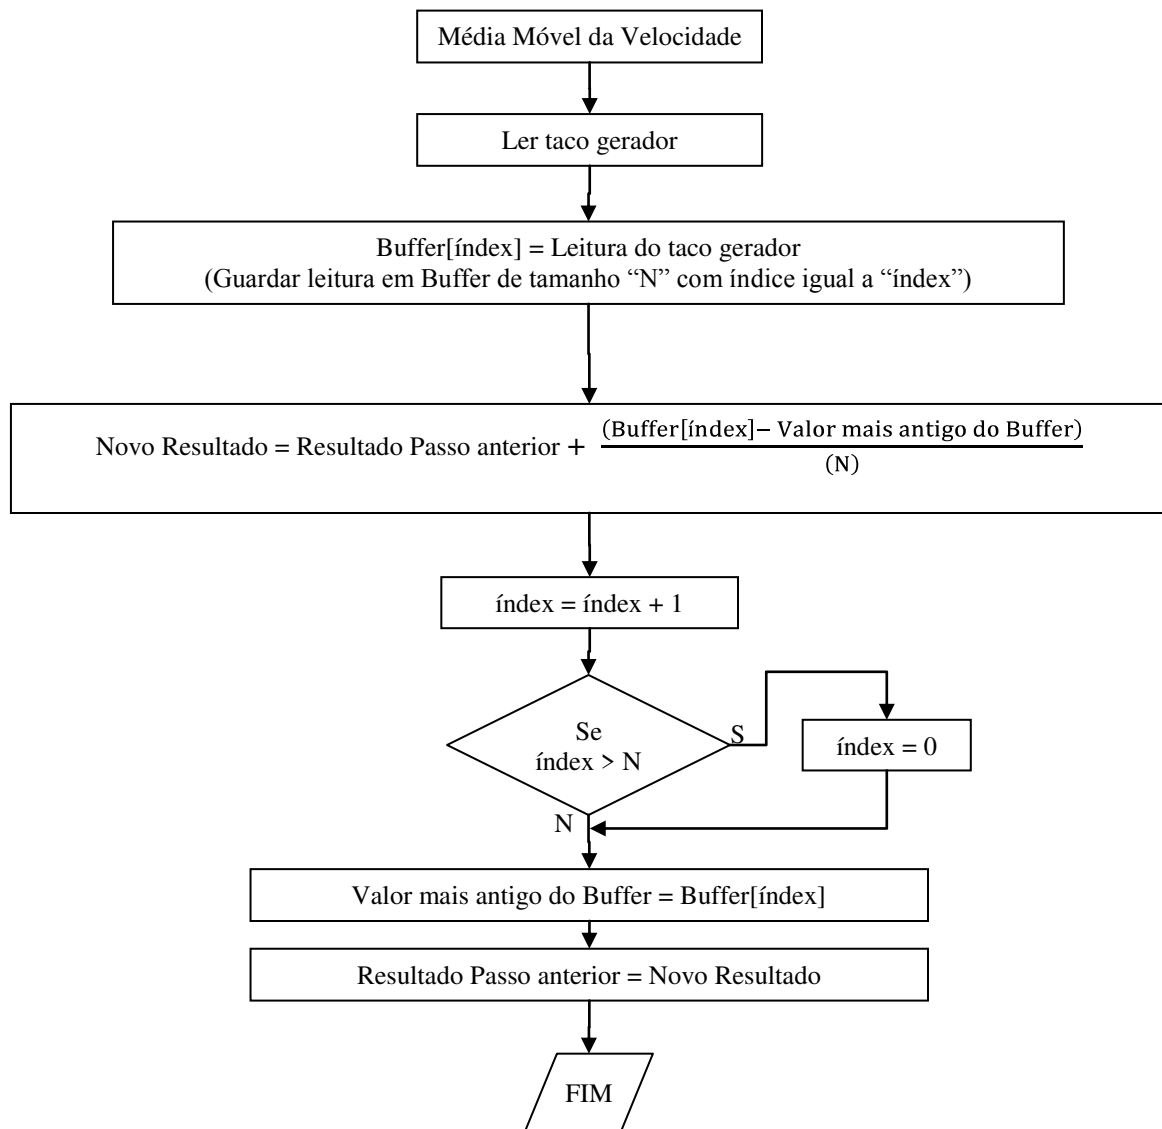 Média Móvel da Velocidade
Ler taco gerador
Buffer[índex] = Leitura do taco gerador
(Guardar leitura em Buffer de tamanho “N” com índice igual a “índex”)
Novo Resultado = Resultado Passo anterior + (Buffer[índex]− Valor mais antigo do Buffer)
(N)
índex = índex + 1
Se
índex > N
S
índex = 0
N
Valor mais antigo do Buffer = Buffer[índex]
Resultado Passo anterior = Novo Resultado
FIM